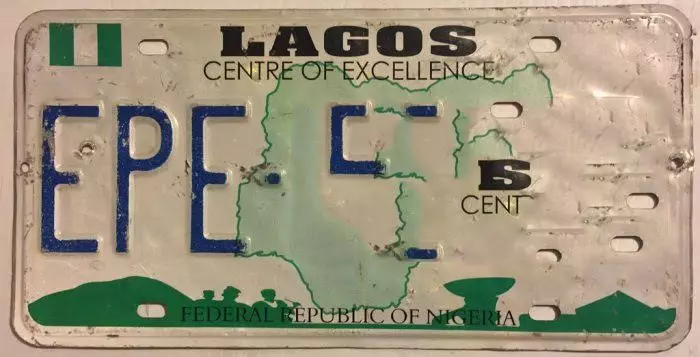 LAGOS
CENTRE OF EXCELLENCE
EPE-
CENT
FEDERAL REPUBLIC OF NIGERIA